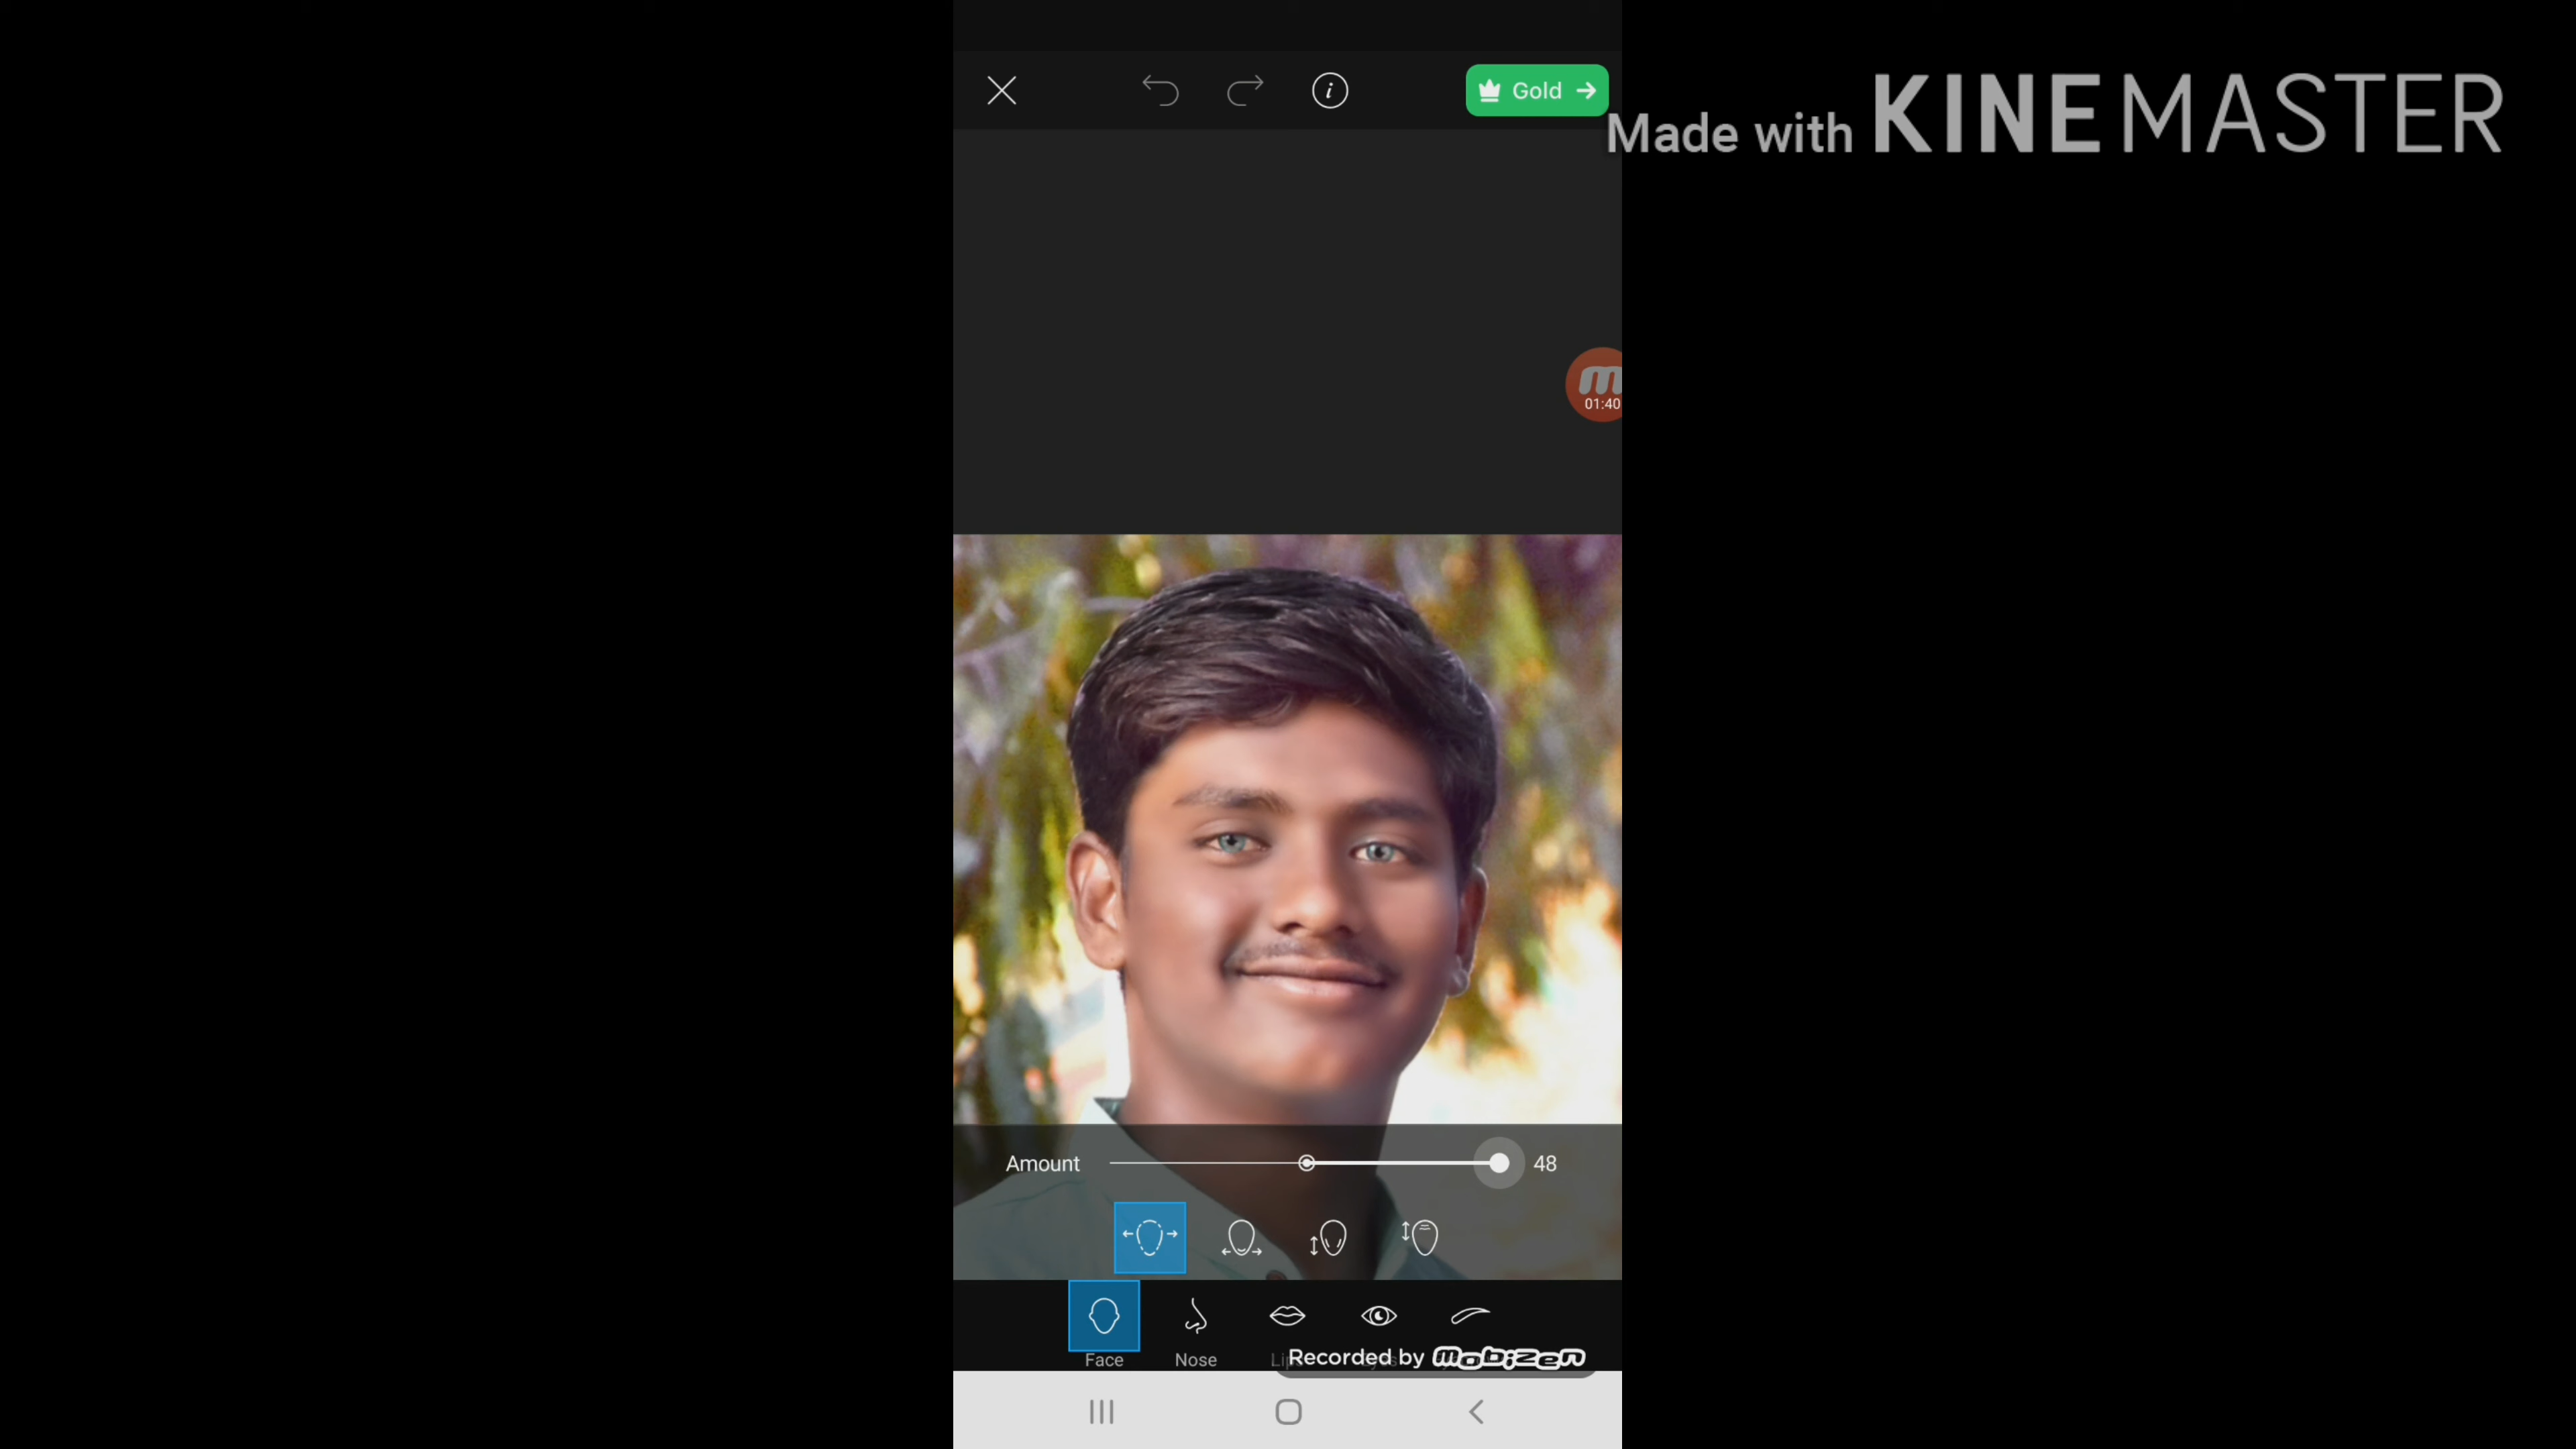 Gold
Made with KINEMASTER
01:40
Amount 48
Face Nose
Recorded by mobizen